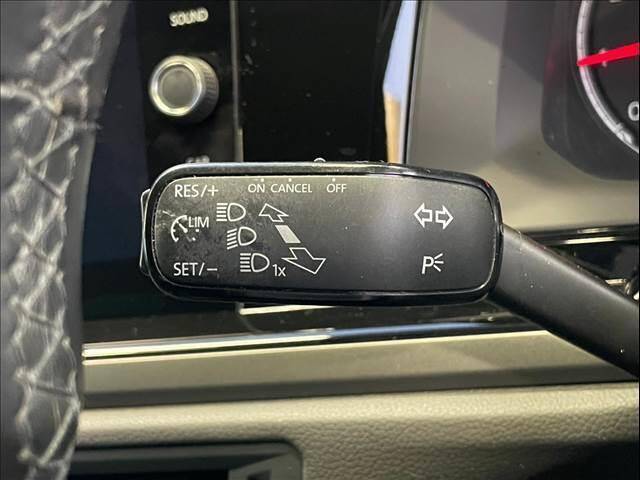 SOUND
RES/+ ON CANCEL OFF
LIM
SET/- 1x
P